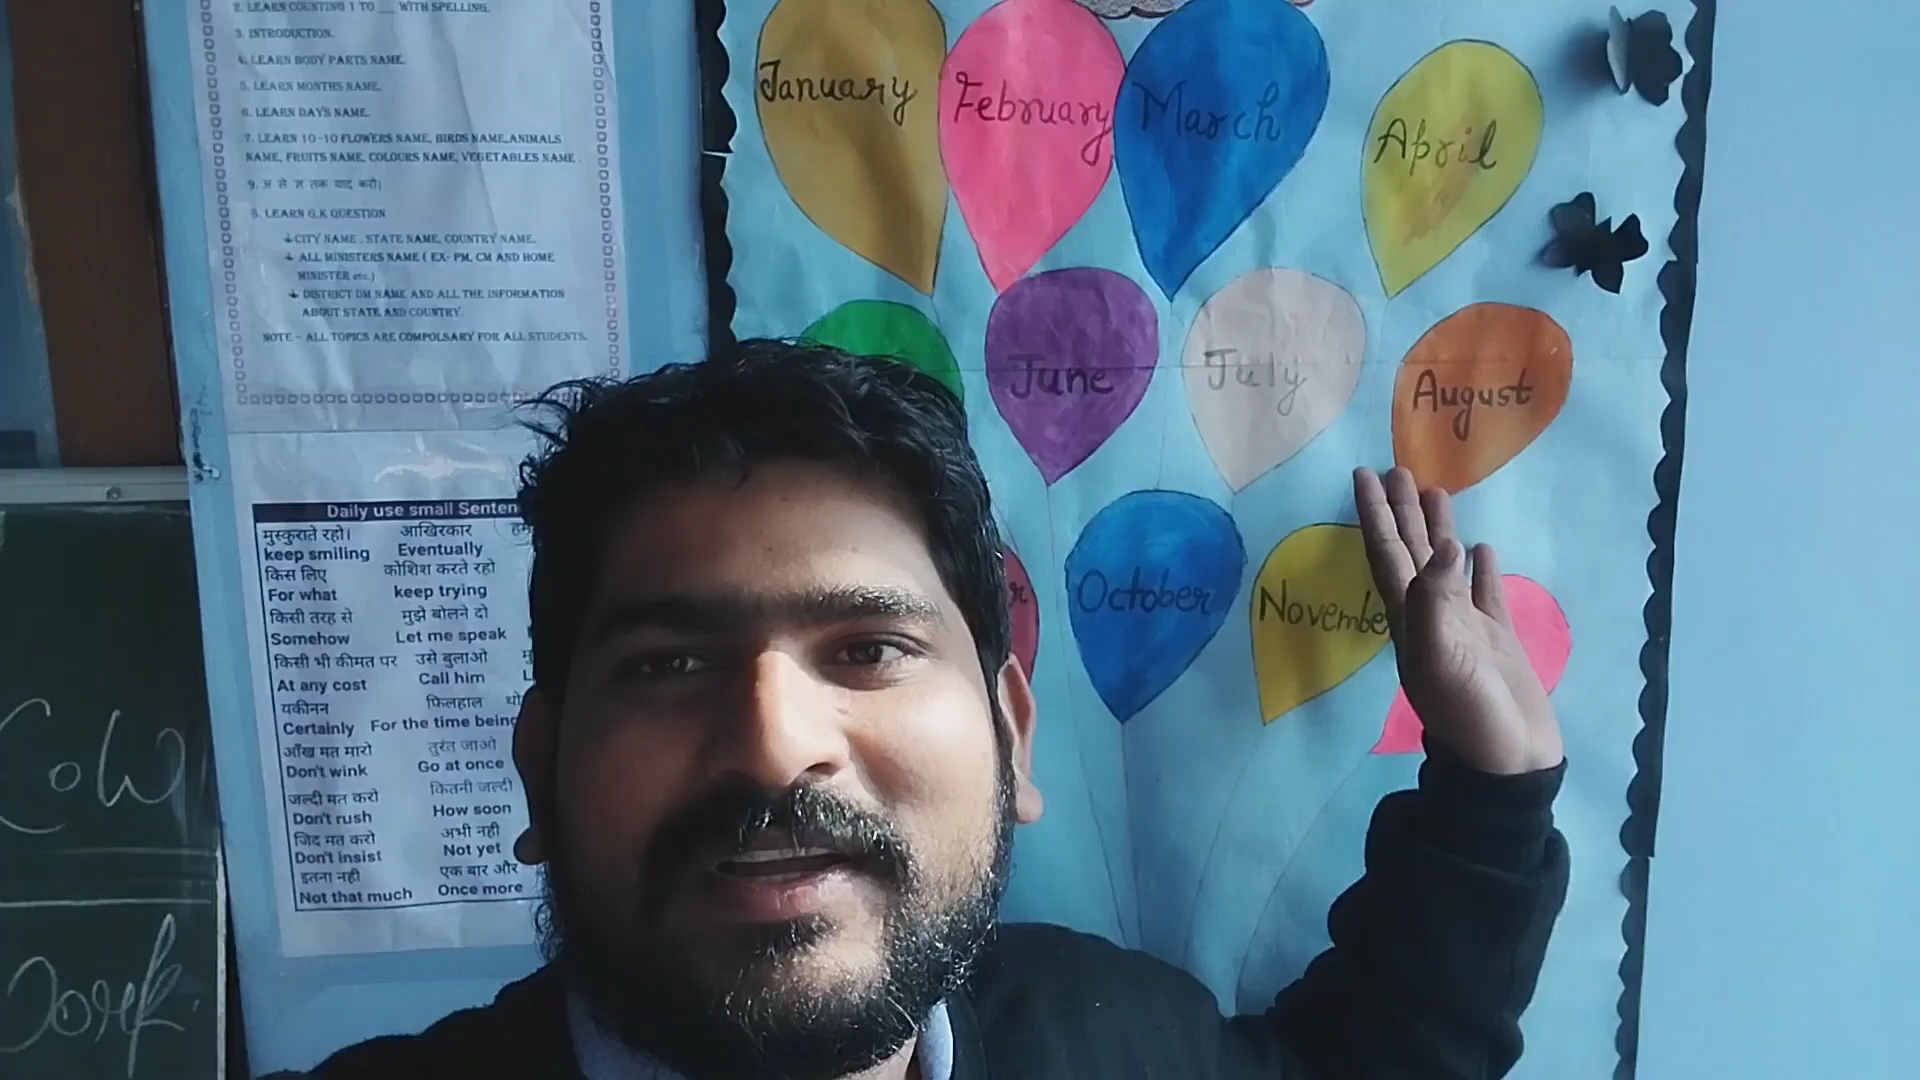 2. LEARN COUNTING 1 TO __ WITH SPELLING.
3. INTRODUCTION.
4. LEARN BODY PARTS NAME.
5. LEARN MONTHS NAME.
6. LEARN DAYS NAME.
7. LEARN 10-10 FLOWERS NAME, BIRDS NAME,ANIMALS
NAME, FRUITS NAME, COLOURS NAME, VEGETABLES NAME .
9. अ से ज्ञ तक याद करो|
8. LEARN G.K QUESTION
CITY NAME , STATE NAME, COUNTRY NAME.
ALL MINISTERS NAME ( EX- PM, CM AND HOME
MINISTER etc.)
DISTRICT DM NAME AND ALL THE INFORMATION
ABOUT STATE AND COUNTRY.
NOTE - ALL TOPICS ARE COMPOLSARY FOR ALL STUDENTS.
Daily use small Senten
मुस्कुराते रहो। आखिरकार
keep smiling Eventually
किस लिए कोशिश करते रहो
For what keep trying
किसी तरह से मुझे बोलने दो
Somehow Let me speak
किसी भी कीमत पर उसे बुलाओ
At any cost Call him
यकीनन फिलहाल
Certainly For the time being
आँख मत मारो तुरंत जाओ
Don't wink Go at once
जल्दी मत करो कितनी जल्दी
Don't rush How soon
जिद मत करो अभी नही
Don't insist Not yet
इतना नही एक बार और
Not that much Once more
January February March April
June July August
October November